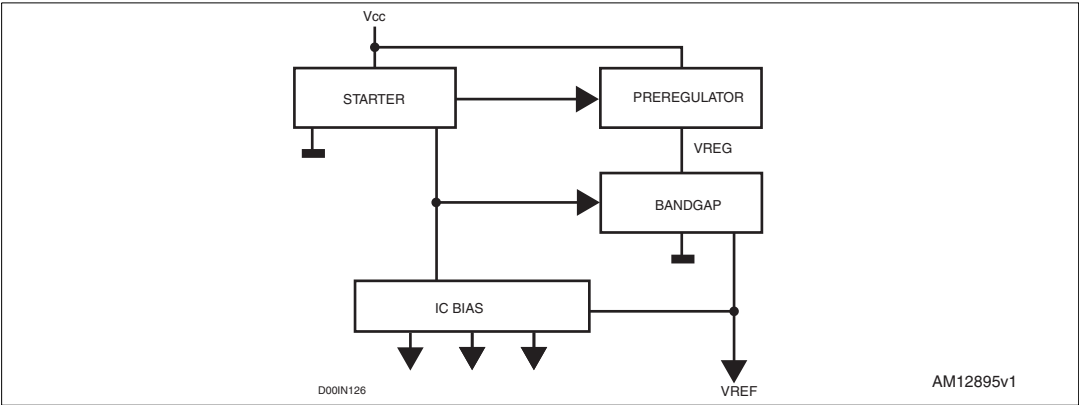 Vcc
STARTER
PREREGULATOR
VREG
BANDGAP
IC BIAS
D00IN126
VREF
AM12895v1